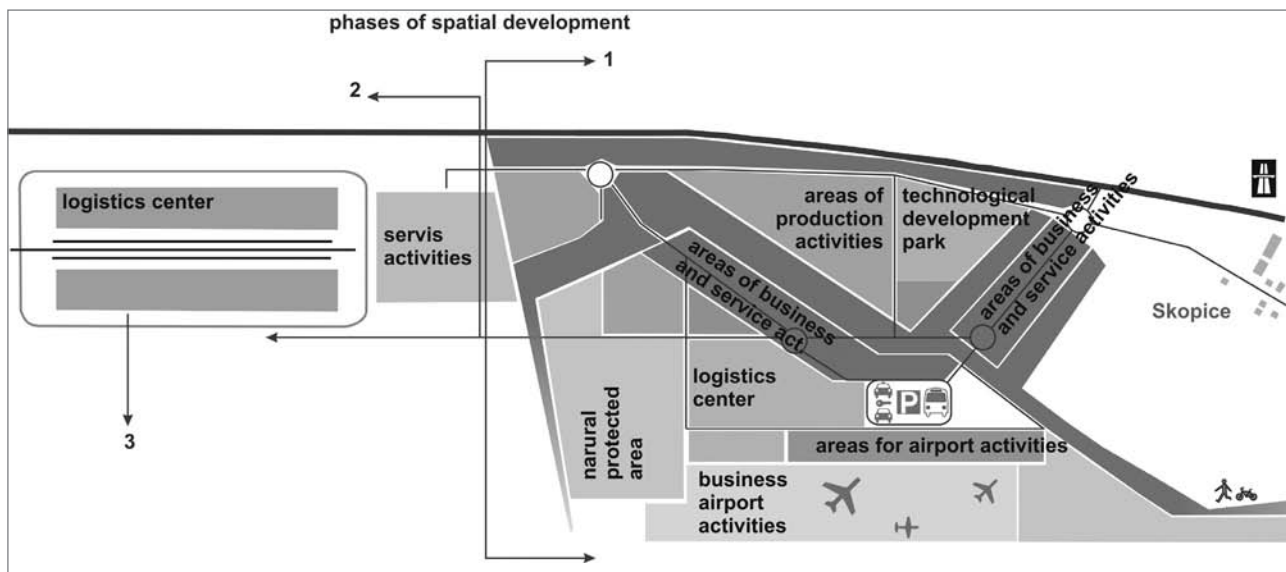 phases of spatial development
1
2
logistics center
servis
activities
areas of
production
activities
technological
development
park
areas of business
and service activities
areas of business
and service act
Skopice
logistics
center
P
narural
protected
area
areas for airport activities
business
airport
activities
3